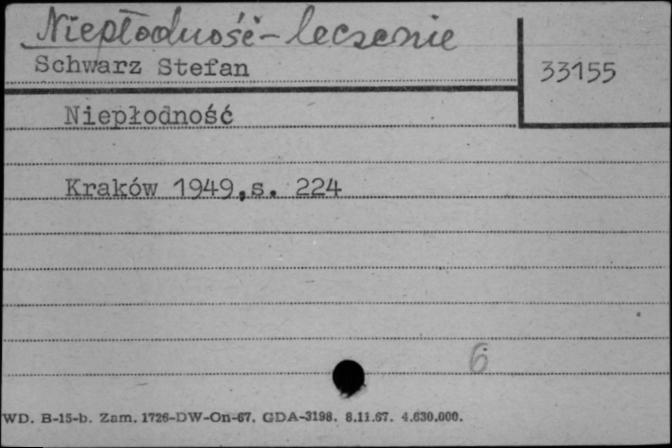 Niepłodność - leczenie
Schwarz Stefan
33155
Niepłodność
Kraków 1949,s. 224
6
WD. B-15-b. Zam. 1726-DW-On-67. GDA-3198. 8.11.67. 4.630.000.